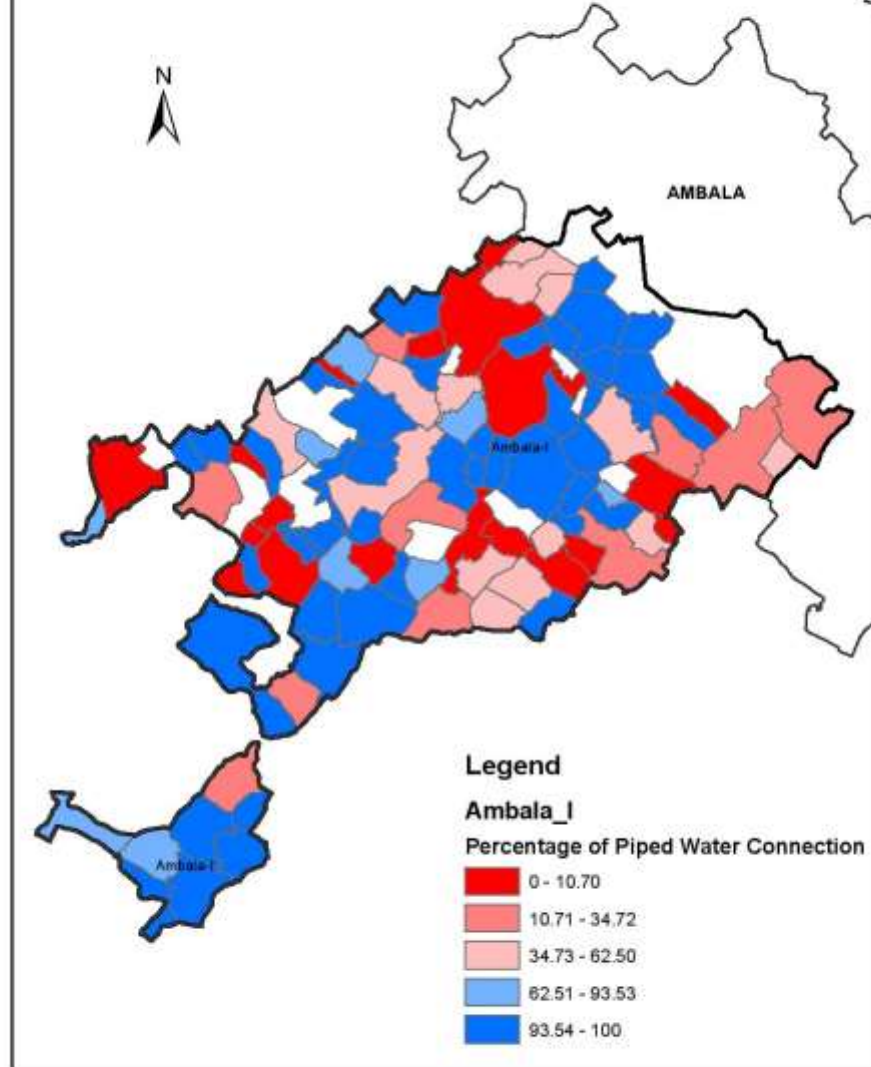 N
AMBALA
Ambala-I
Ambala-I
Legend
Ambala_I
Percentage of Piped Water Connection
0 - 10.70
10.71 - 34.72
34.73 - 62.50
62.51 - 93.53
93.54 - 100